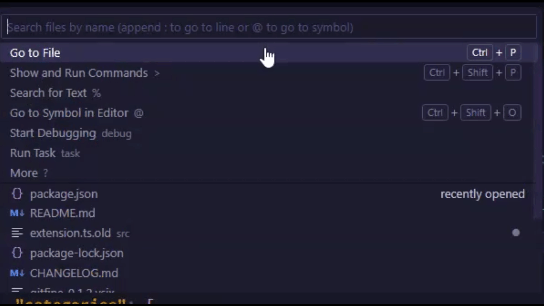 Search files by name (append : to go to line or @ to go to symbol)
Go to File Ctrl + P
Show and Run Commands > Ctrl + Shift + P
Search for Text %
Go to Symbol in Editor @ Ctrl + Shift + O
Start Debugging debug
Run Task task
More ?
{} package.json recently opened
M↓ README.md
extension.ts.old src
{} package-lock.json
M↓ CHANGELOG.md
"categories": [